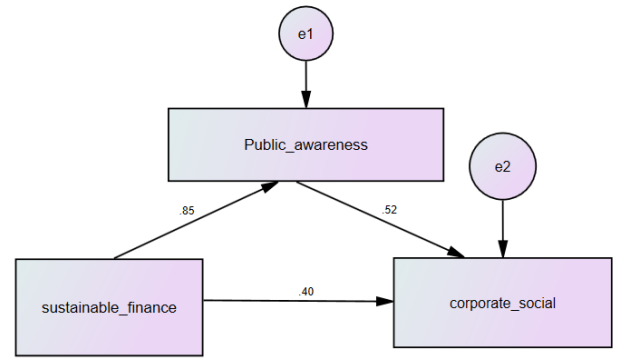 e1
Public_awareness
e2
.85
.52
sustainable_finance
.40
corporate_social